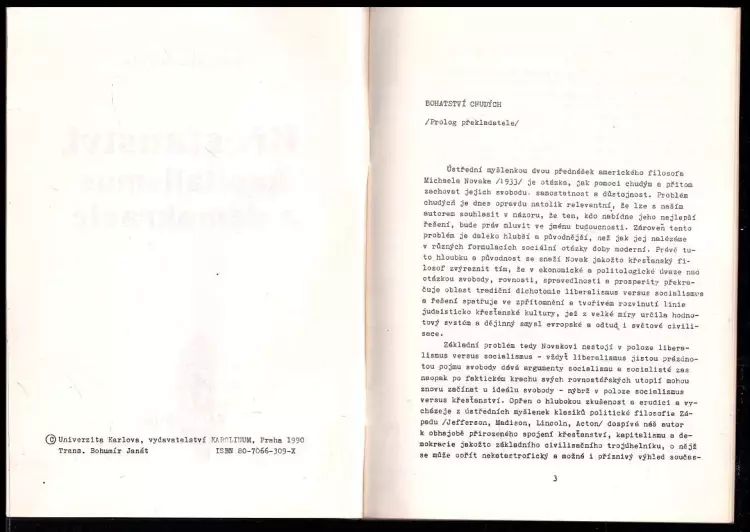 © Univerzita Karlova, vydavatelství KAROLINUM, Praha 1990
Trans. Bohumír Janát ISBN 80-7066-309-X
BOHATSTVÍ CHUDÝCH
/Prolog překladatele/
Ústřední myšlenkou dvou přednášek amerického filosofa
Michaela Novaka /1933/ je otázka, jak pomoci chudým a přitom
zachovat jejich svobodu, samostatnost a důstojnost. Problém
chudých je dnes opravdu natolik relevantní, že lze s naším
autorem souhlasit v názoru, že ten, kdo nabídne jeho nejlepší
řešení, bude práv mluvit ve jménu budoucnosti. Zároveň tento
problém je daleko hlubší a původnější, než jak jej nalézáme
v různých formulacích sociální otázky doby moderní. Právě tu-
to hloubku a původnost se snaží Novak jakožto křesťanský fi-
lozof zvýraznit tím, že v ekonomické a politologické úvaze nad
otázkou svobody, rovnosti, spravedlnosti a prosperity překra-
čuje oblast tradiční dichotomie liberalismus versus socialismus
a řešení spatřuje ve zpřítomnění a tvořivém rozvinutí linie
judaisticko křesťanské kultury, jež z velké míry určila hodno-
tový systém a dějinný smysl evropské a odtud i světové civili-
sace.
Základní problém tedy Novakovi nestojí v poloze libera-
lismus versus socialismus - vždyť liberalismus jistou prázdno-
tou pojmu svobody dává argumenty socialismu a socialisté zas
naopak po faktickém krachu svých rovnostářských utopií mohou
znovu začínat u ideálu svobody - nýbrž v poloze socialismus
versus křesťanství. Opřen o hlubokou zkušenost a erudici a vy-
cházeje z ústředních myšlenek klasiků politické filosofie Zá-
padu /Jefferson, Madison, Lincoln, Acton/ dospívá náš autor
k obhajobě přirozeného spojení křesťanství, kapitalismu a de-
mokracie jakožto základního civilisačního trojúhelníku, o nějž
se může opřít nekatastrofický a možná i příznivý výhled součas-
3